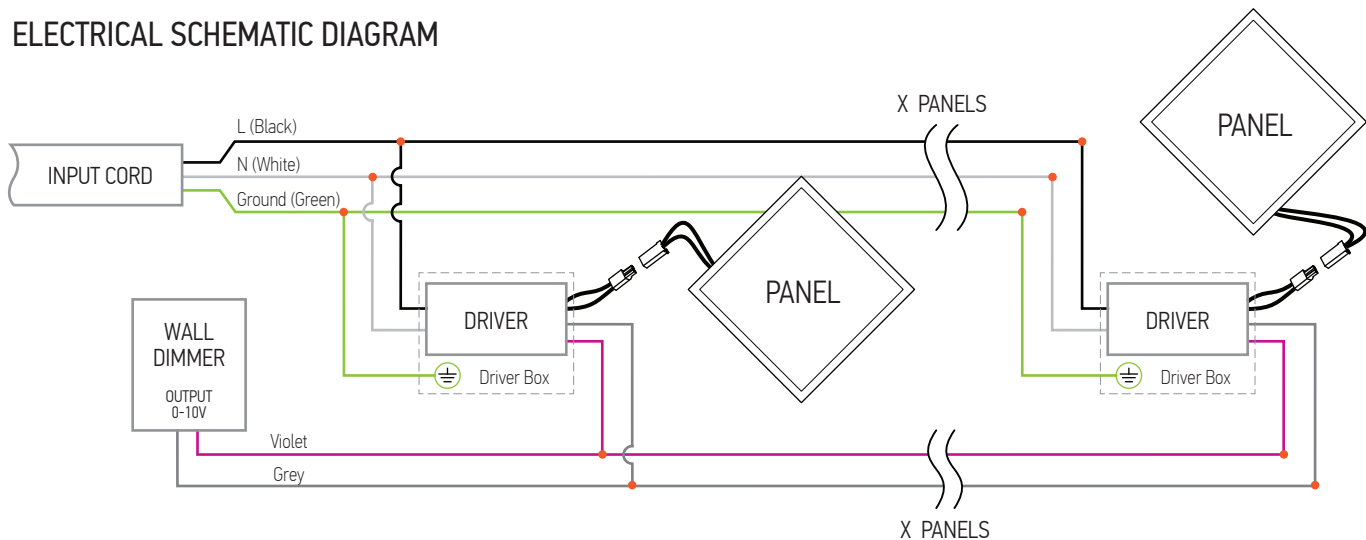 ELECTRICAL SCHEMATIC DIAGRAM
X PANELS
PANEL
L (Black)
INPUT CORD
N (White)
Ground (Green)
PANEL
DRIVER
Driver Box
DRIVER
Driver Box
WALL
DIMMER
OUTPUT
0-10V
Violet
Grey
X PANELS